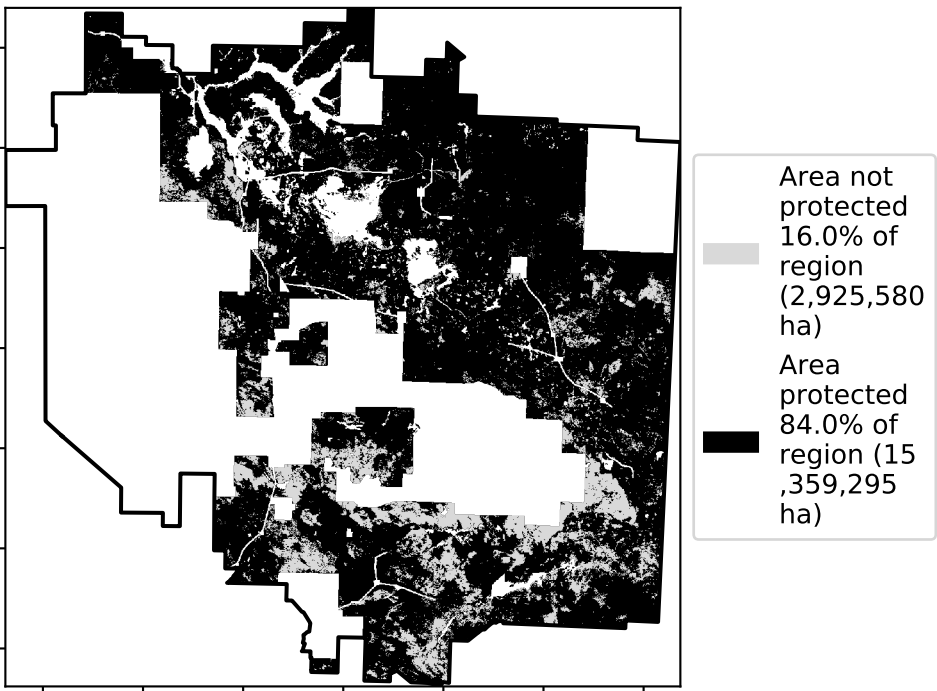 Area not
protected
16.0% of
region
(2,925,580
ha)
Area
protected
84.0% of
region (15
,359,295
ha)